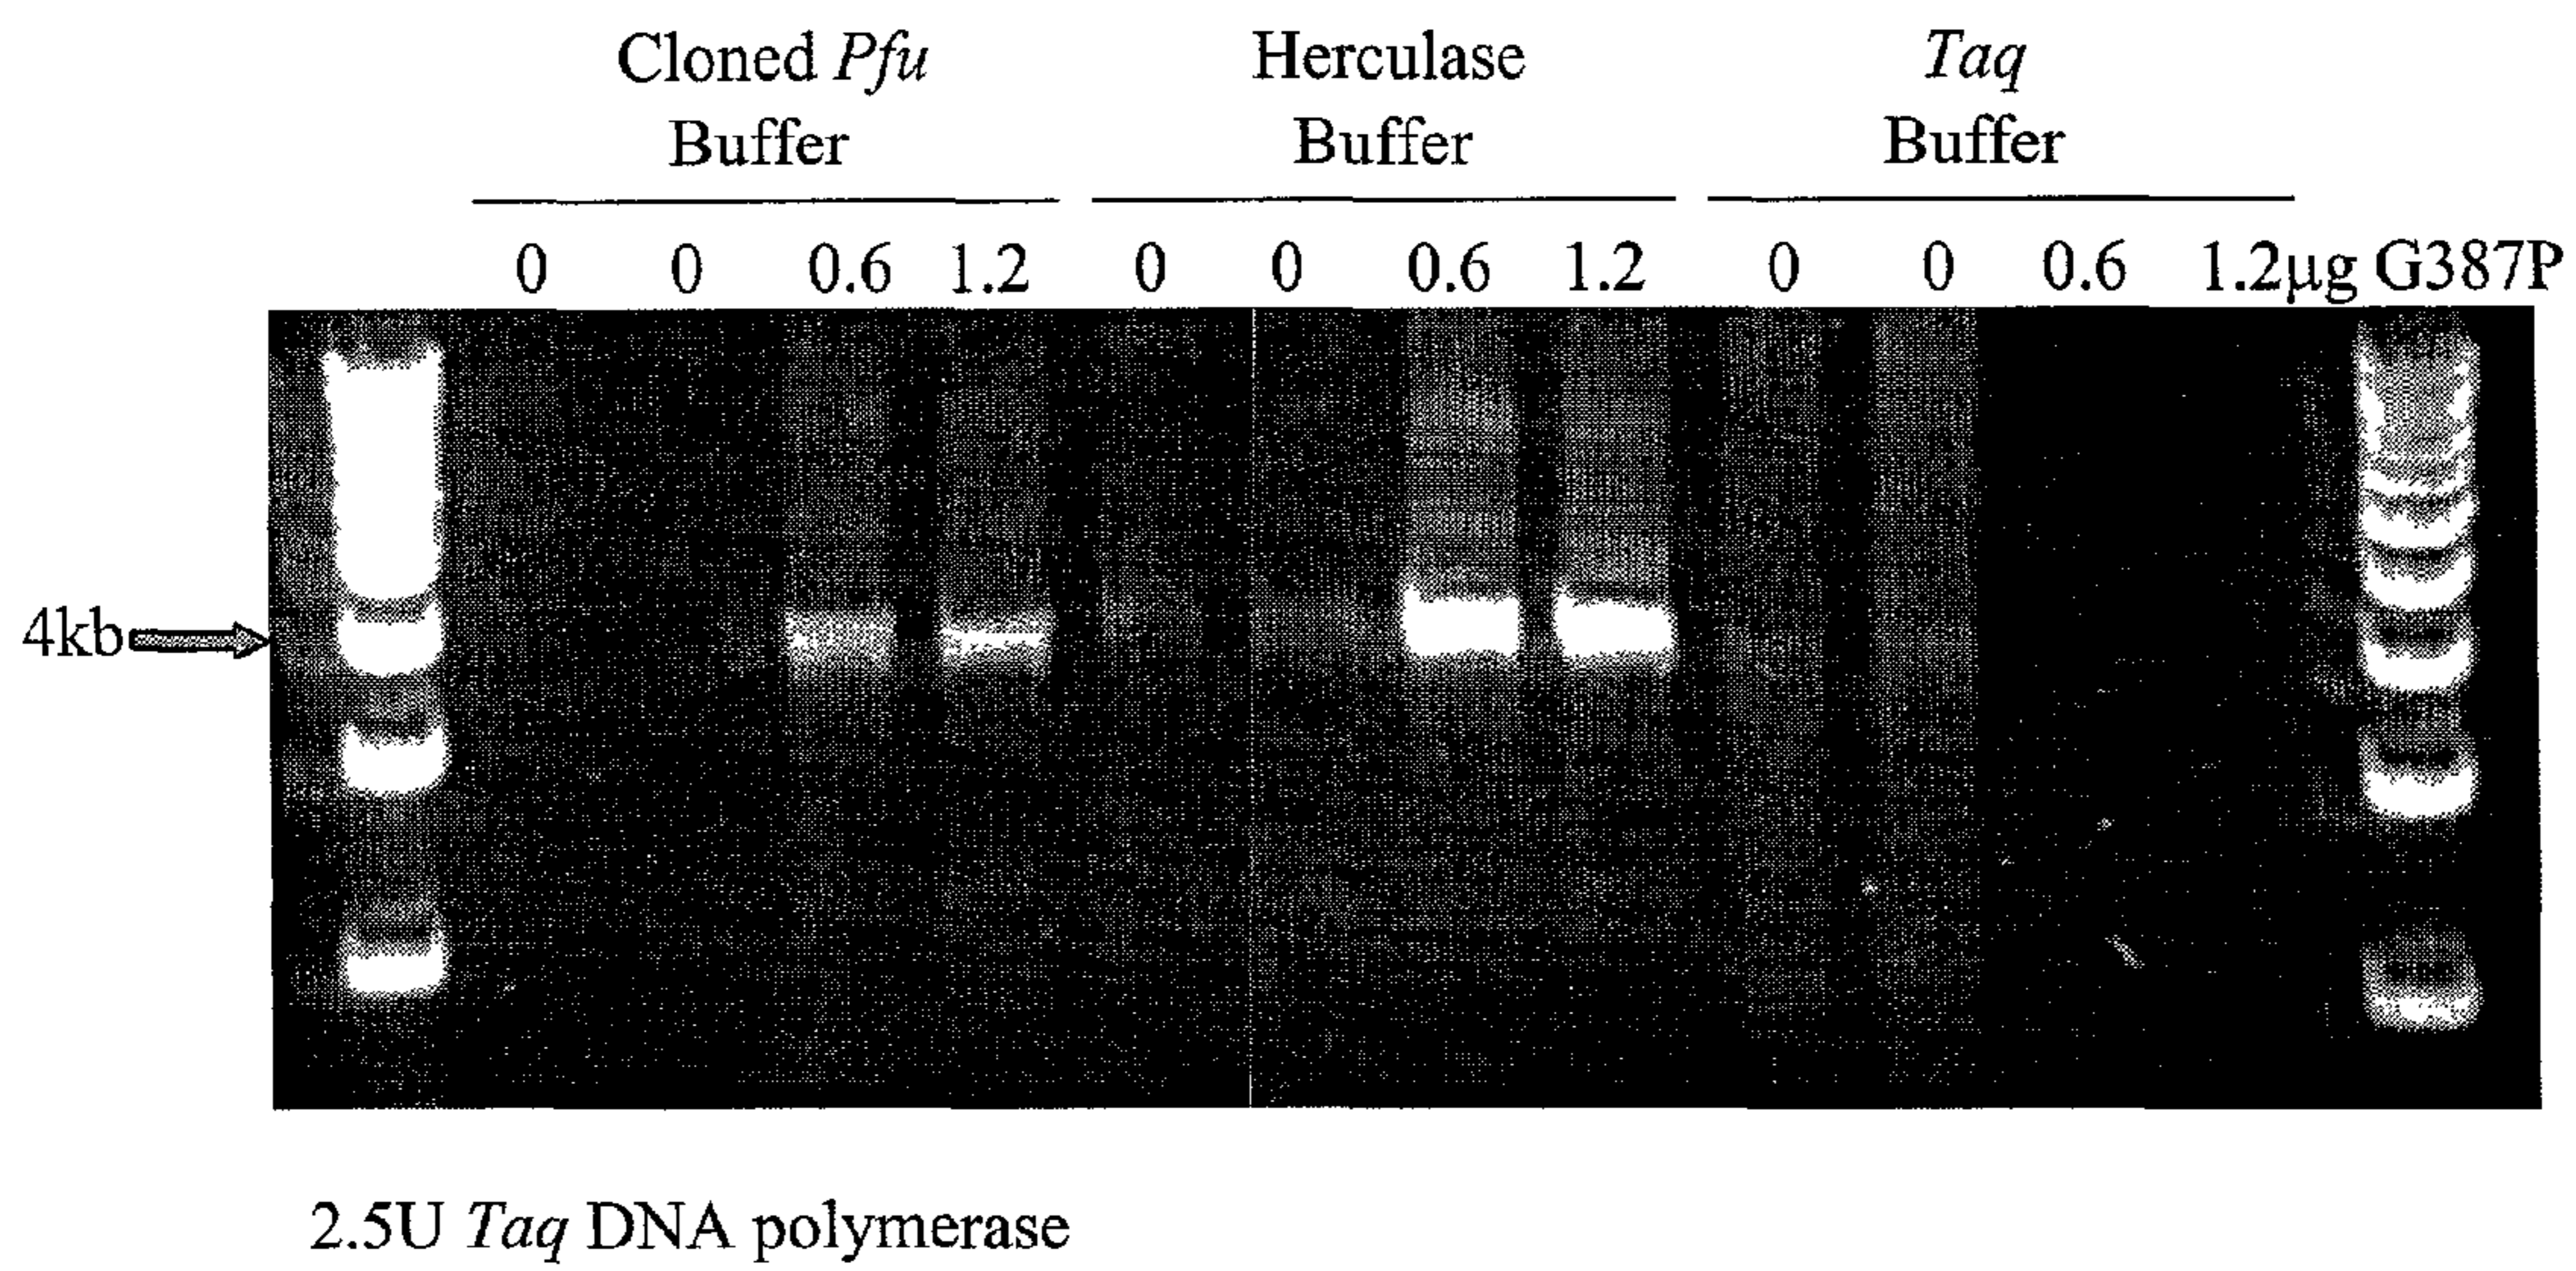 Cloned Pfu Herculase Taq
Buffer Buffer Buffer
0 0 0.6 1.2 0 0 0.6 1.2 0 0 0.6 1.2µg G387P
4kb
2.5U Taq DNA polymerase